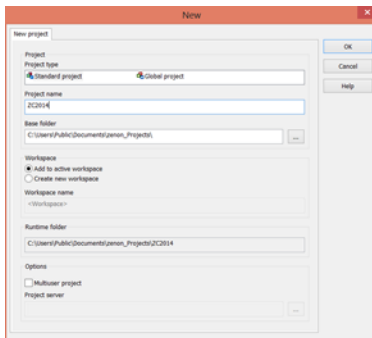 New
New project
OK
Cancel
Help
Project
Project type
Standard project Global project
Project name
ZC2014
Base folder
C:\Users\Public\Documents\zenon_Projects\
...
Workspace
Add to active workspace
Create new workspace
Workspace name
<Workspace>
Runtime folder
C:\Users\Public\Documents\zenon_Projects\ZC2014
Options
Multiuser project
Project server
...